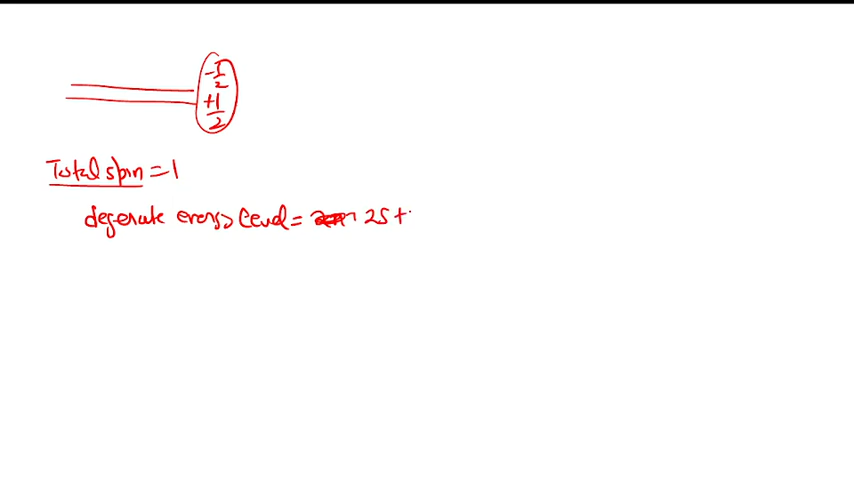 -1/2
+1/2
Total spin = 1
degenerate energy level = 2S+